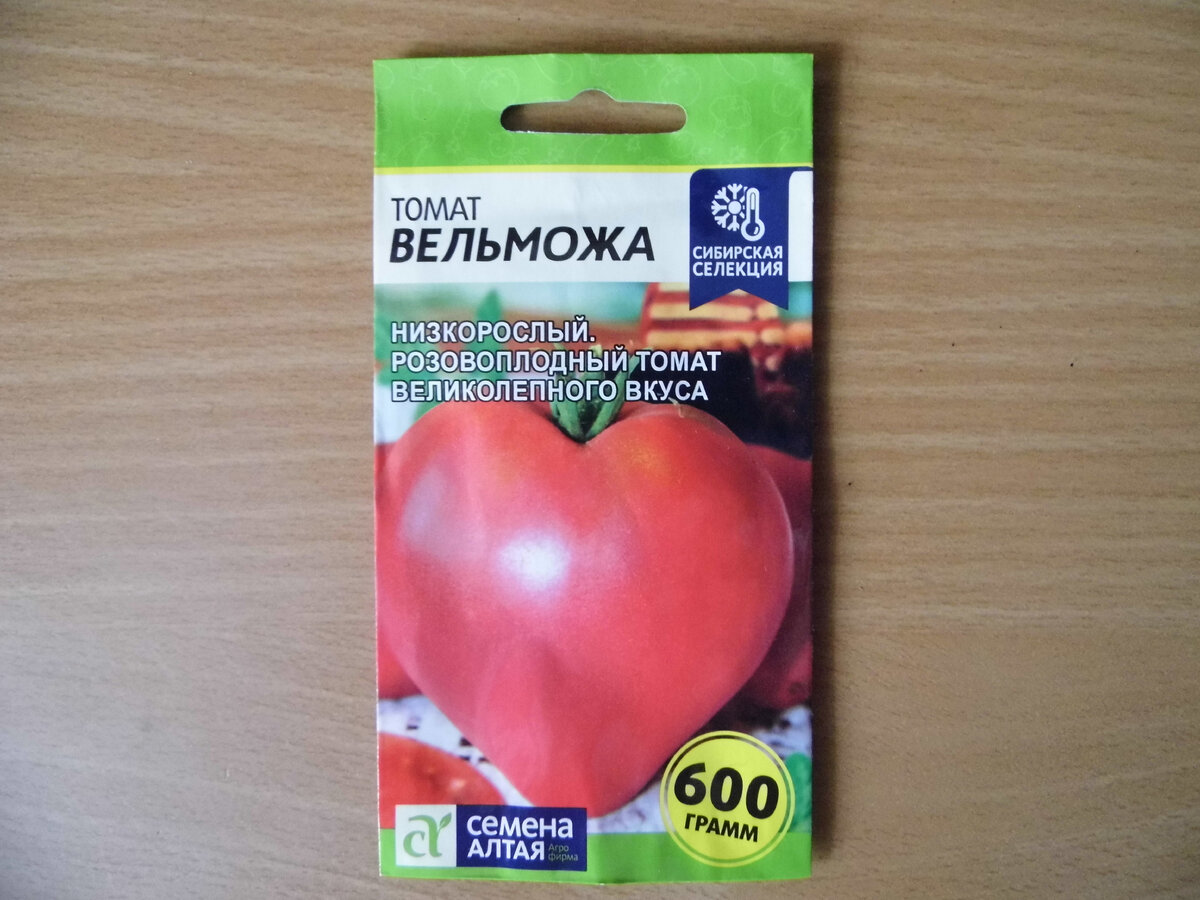 ТОМАТ
ВЕЛЬМОЖА
СИБИРСКАЯ
СЕЛЕКЦИЯ
НИЗКОРОСЛЫЙ.
РОЗОВОПЛОДНЫЙ ТОМАТ
ВЕЛИКОЛЕПНОГО ВКУСА
600
ГРАММ
семена
АЛТАЯ
Агро
фирма